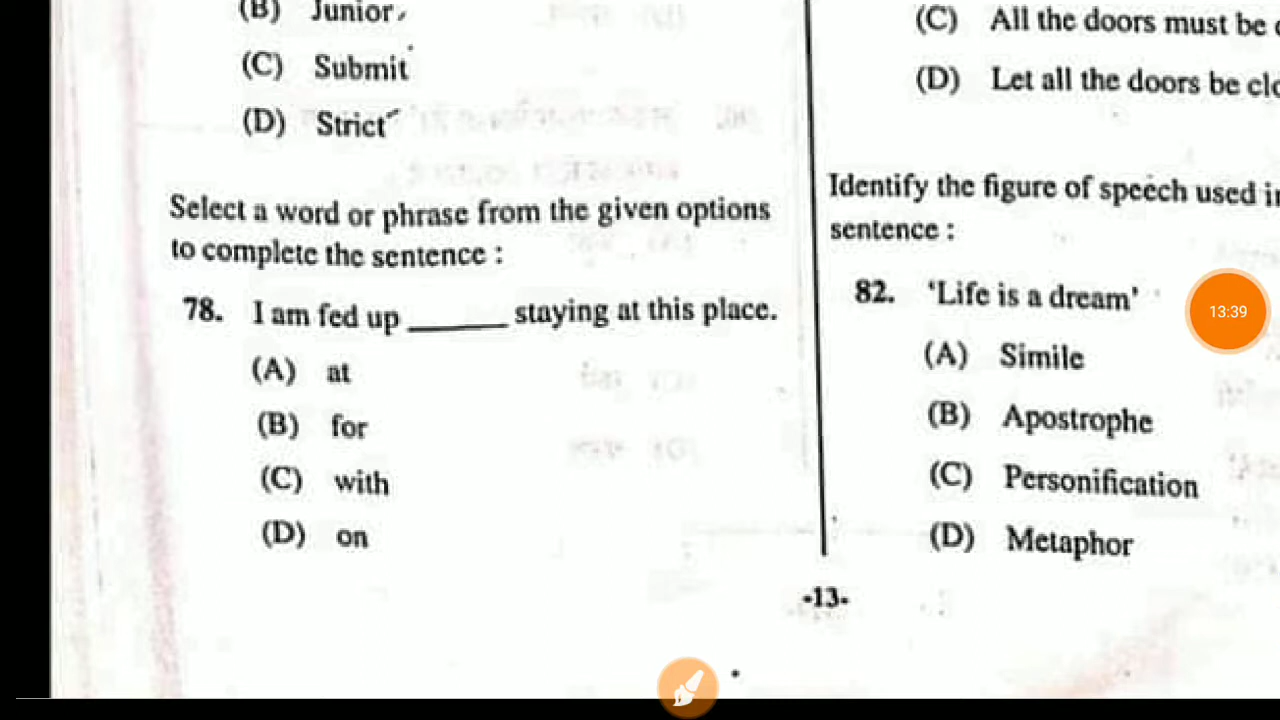 (B) Junior
(C) Submit
(D) Strict
Select a word or phrase from the given options
to complete the sentence :
78. I am fed up ______ staying at this place.
(A) at
(B) for
(C) with
(D) on
(C) All the doors must be
(D) Let all the doors be clo
Identify the figure of speech used in
sentence :
82. ‘Life is a dream’
(A) Simile
(B) Apostrophe
(C) Personification
(D) Metaphor
-13-
13:39